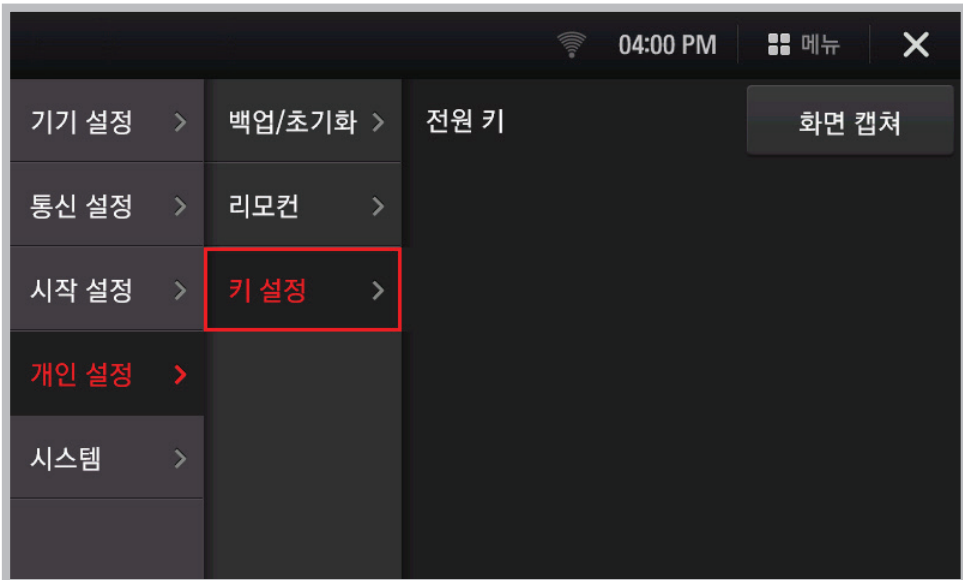 04:00 PM 메뉴
기기 설정 백업/초기화 전원 키 화면 캡쳐
통신 설정 리모컨
시작 설정 키 설정
개인 설정
시스템